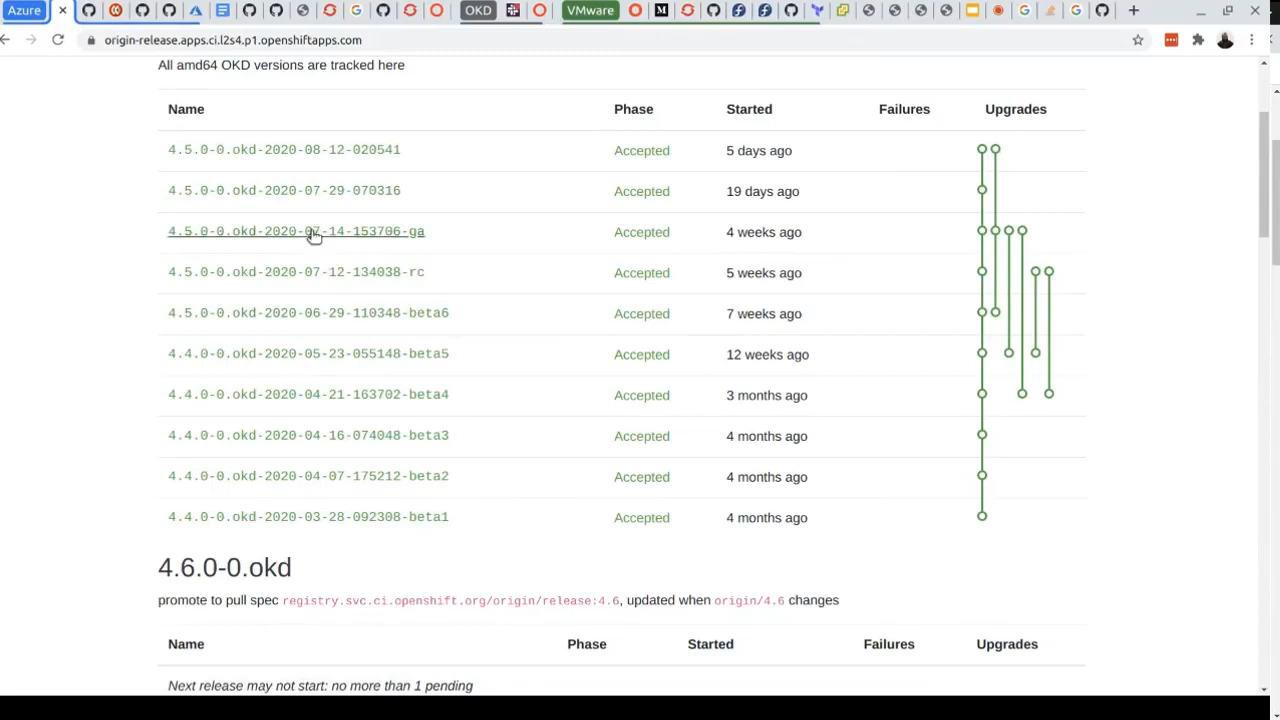 Azure
OKD
VMware
origin-release.apps.ci.l2s4.p1.openshiftapps.com
All amd64 OKD versions are tracked here
Name Phase Started Failures Upgrades
4.5.0-0.okd-2020-08-12-020541 Accepted 5 days ago
4.5.0-0.okd-2020-07-29-070316 Accepted 19 days ago
4.5.0-0.okd-2020-07-14-153706-ga Accepted 4 weeks ago
4.5.0-0.okd-2020-07-12-134038-rc Accepted 5 weeks ago
4.5.0-0.okd-2020-06-29-110348-beta6 Accepted 7 weeks ago
4.4.0-0.okd-2020-05-23-055148-beta5 Accepted 12 weeks ago
4.4.0-0.okd-2020-04-21-163702-beta4 Accepted 3 months ago
4.4.0-0.okd-2020-04-16-074048-beta3 Accepted 4 months ago
4.4.0-0.okd-2020-04-07-175212-beta2 Accepted 4 months ago
4.4.0-0.okd-2020-03-28-092308-beta1 Accepted 4 months ago
4.6.0-0.okd
promote to pull spec registry.svc.ci.openshift.org/origin/release:4.6, updated when origin/4.6 changes
Name Phase Started Failures Upgrades
Next release may not start: no more than 1 pending